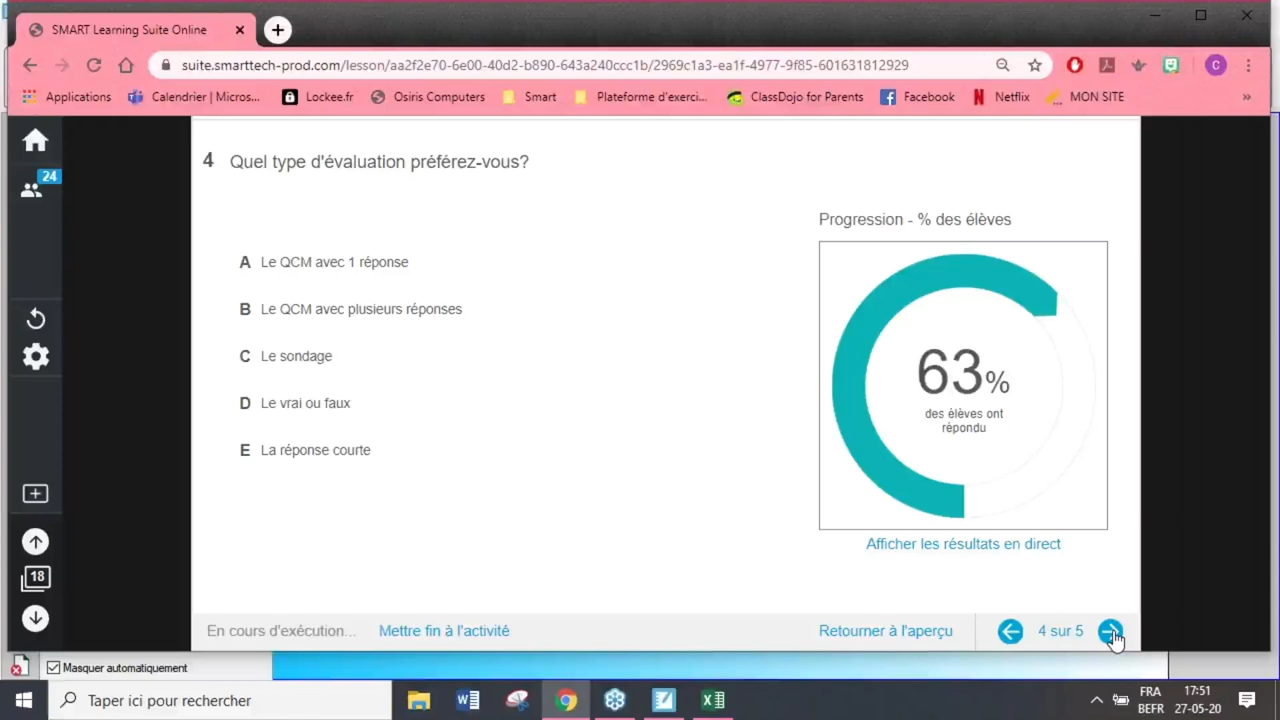 SMART Learning Suite Online
suite.smarttech-prod.com/lesson/aa2f2e70-6e00-40d2-b890-643a240ccc1b/2969c1a3-ea1f-4977-9f85-601631812929
C
Applications
Calendrier | Micros...
Lockee.fr
Osiris Computers
Smart
Plateforme d'exerci...
ClassDojo for Parents
Facebook
Netflix
MON SITE
»
24
4 Quel type d'évaluation préférez-vous?
Progression - % des élèves
A Le QCM avec 1 réponse
B Le QCM avec plusieurs réponses
C Le sondage
D Le vrai ou faux
E La réponse courte
63%
des élèves ont
répondu
Afficher les résultats en direct
18
En cours d'exécution...
Mettre fin à l'activité
Retourner à l'aperçu
4 sur 5
Masquer automatiquement
Taper ici pour rechercher
FRA
BEFR
17:51
27-05-20